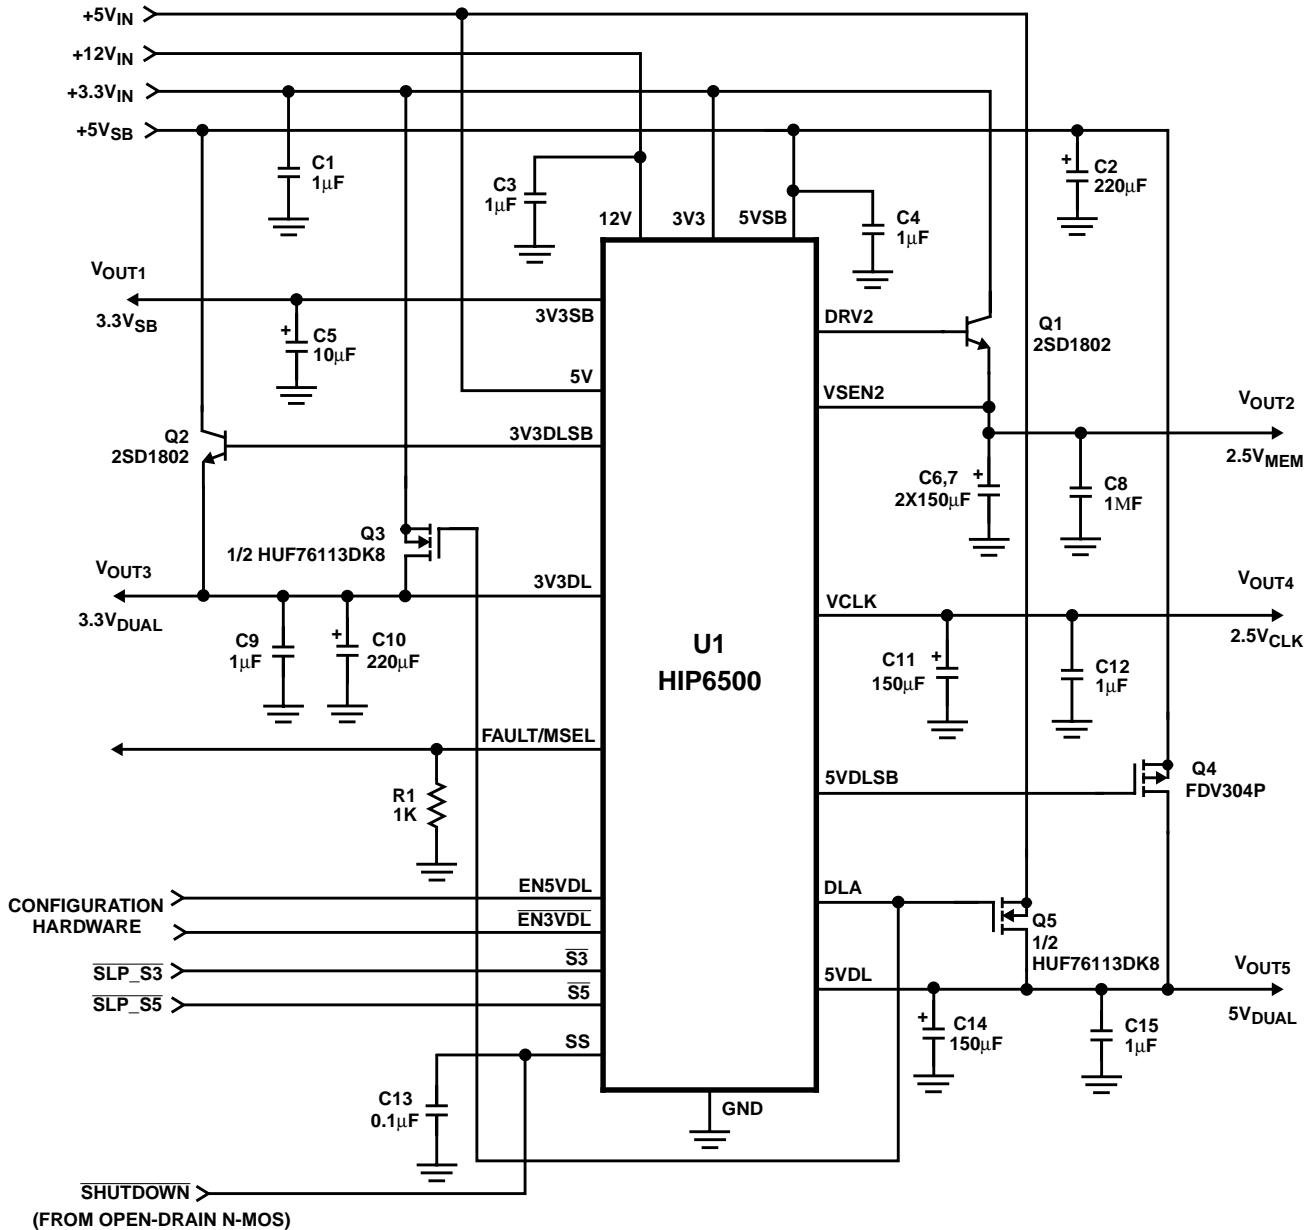 +5VIN
+12VIN
+3.3VIN
+5VSB
C1
1µF
C3
1µF
12V
3V3
5VSB
C4
1µF
C2
220µF
VOUT1
3.3VSB
C5
10µF
3V3SB
5V
DRV2
Q1
2SD1802
VSEN2
VOUT2
2.5VMEM
Q2
2SD1802
3V3DLSB
C6,7
2X150µF
C8
1MF
Q3
1/2 HUF76113DK8
VOUT3
3.3VDUAL
3V3DL
C9
1µF
C10
220µF
U1
HIP6500
VCLK
VOUT4
2.5VCLK
C11
150µF
C12
1µF
FAULT/MSEL
R1
1K
5VDLSB
Q4
FDV304P
CONFIGURATION
HARDWARE
EN5VDL
EN3VDL
SLP_S3
S3
SLP_S5
S5
DLA
Q5
1/2
HUF76113DK8
5VDL
VOUT5
5VDUAL
C14
150µF
C15
1µF
SS
C13
0.1µF
GND
SHUTDOWN
(FROM OPEN-DRAIN N-MOS)